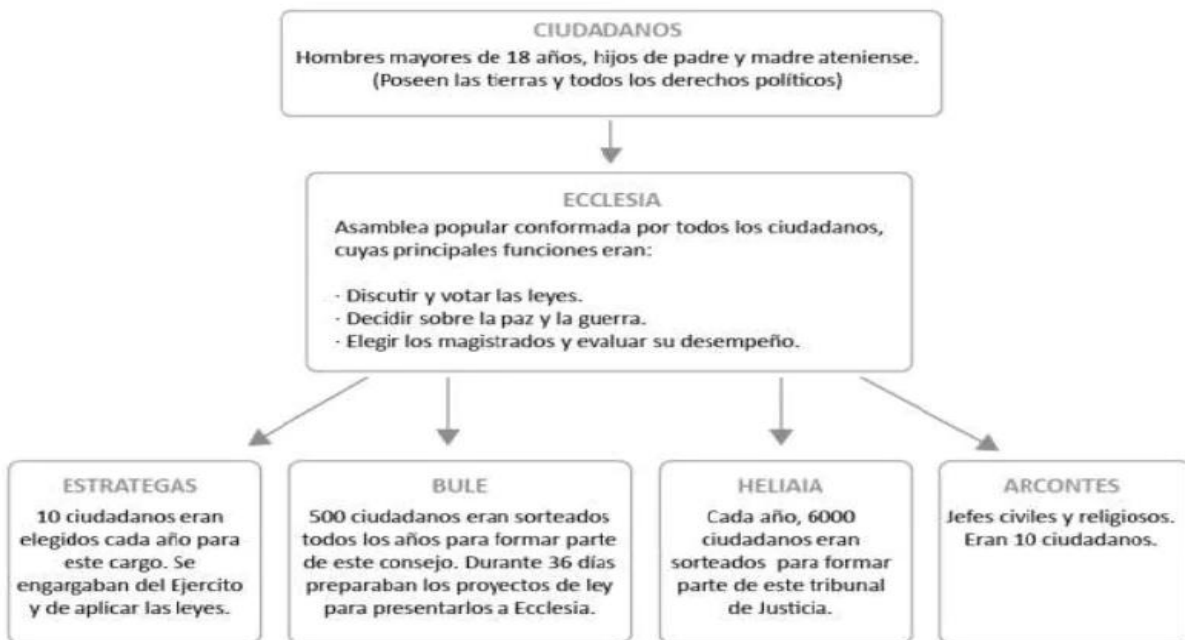 CIUDADANOS
Hombres mayores de 18 años, hijos de padre y madre ateniense.
(Poseen las tierras y todos los derechos políticos)
ECCLESIA
Asamblea popular conformada por todos los ciudadanos,
cuyas principales funciones eran:
· Discutir y votar las leyes.
· Decidir sobre la paz y la guerra.
· Elegir los magistrados y evaluar su desempeño.
ESTRATEGAS
10 ciudadanos eran
elegidos cada año para
este cargo. Se
engargaban del Ejercito
y de aplicar las leyes.
BULE
500 ciudadanos eran sorteados
todos los años para formar parte
de este consejo. Durante 36 días
preparaban los proyectos de ley
para presentarlos a Ecclesia.
HELIAIA
Cada año, 6000
ciudadanos eran
sorteados para formar
parte de este tribunal
de Justicia.
ARCONTES
Jefes civiles y religiosos.
Eran 10 ciudadanos.